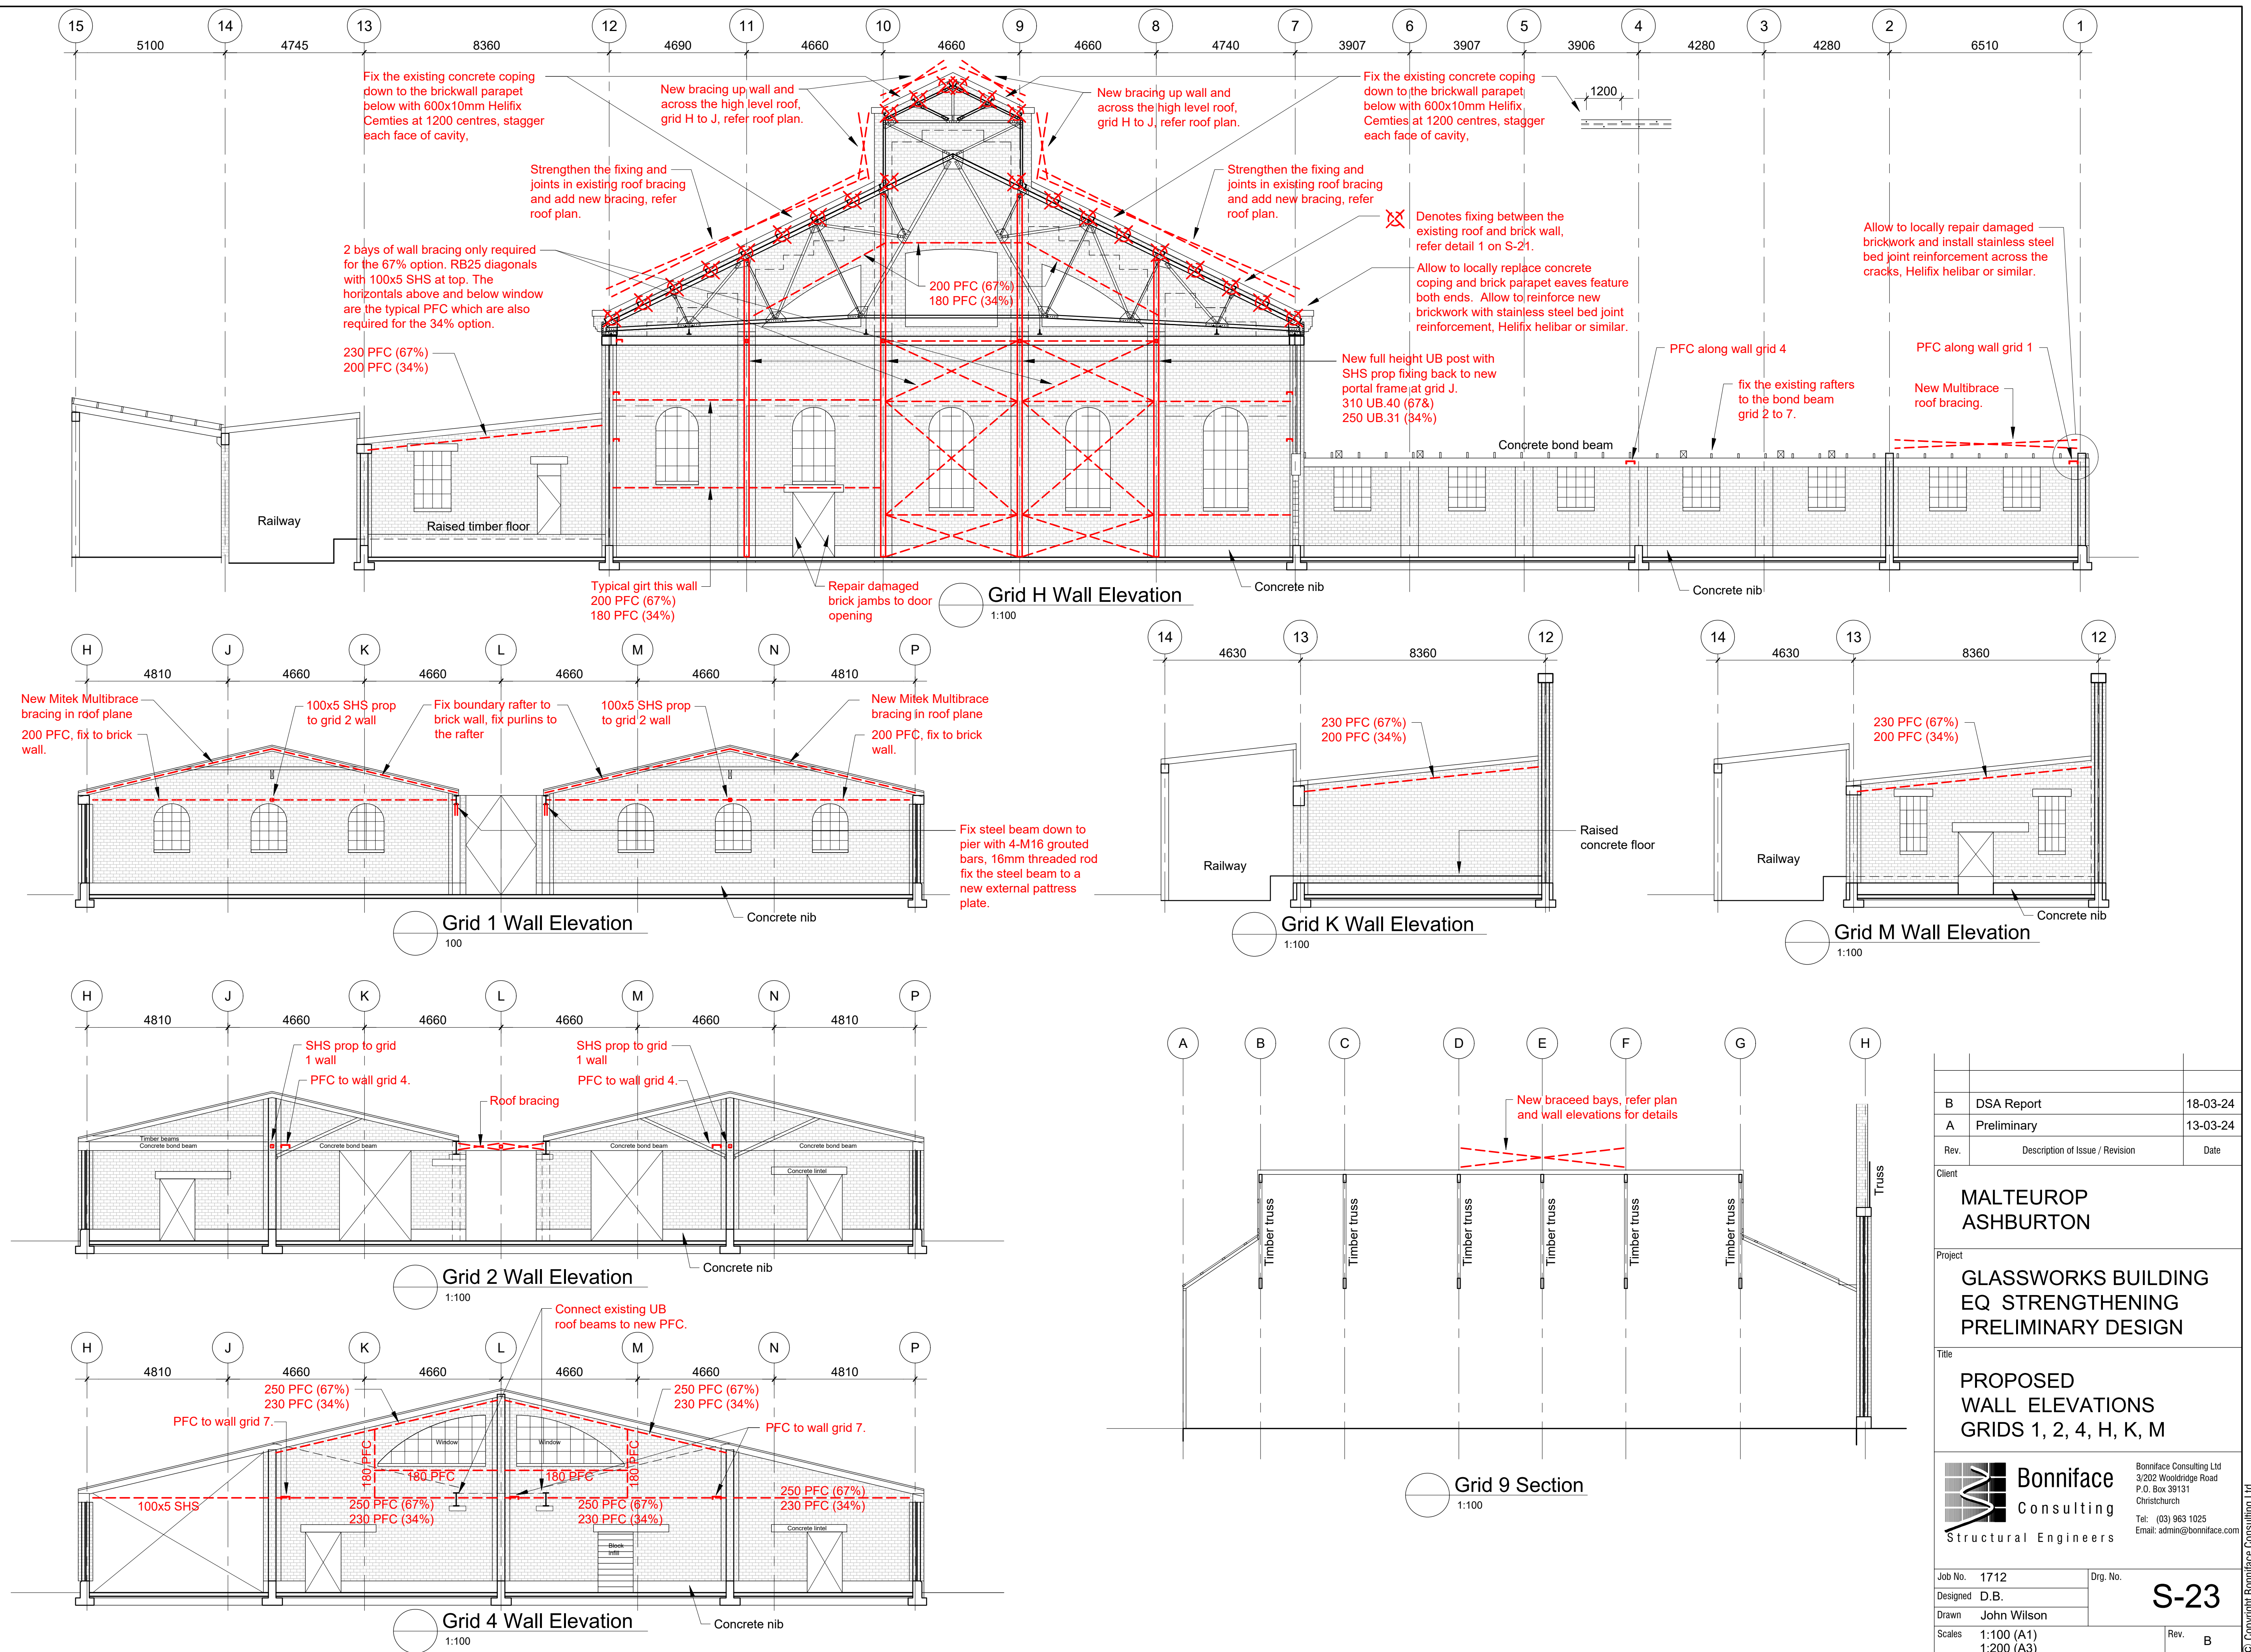 15
14
13
12
11
10
9
8
7
6
5
4
3
2
1
5100
4745
8360
4690
4660
4660
4660
4740
3907
3907
3906
4280
4280
6510
Fix the existing concrete coping
down to the brickwall parapet
below with 600x10mm Helifix
Cemties at 1200 centres, stagger
each face of cavity,
New bracing up wall and
across the high level roof,
grid H to J, refer roof plan.
New bracing up wall and
across the high level roof,
grid H to J, refer roof plan.
Fix the existing concrete coping
down to the brickwall parapet
below with 600x10mm Helifix
Cemties at 1200 centres, stagger
each face of cavity,
1200
Strengthen the fixing and
joints in existing roof bracing
and add new bracing, refer
roof plan.
Strengthen the fixing and
joints in existing roof bracing
and add new bracing, refer
roof plan.
Denotes fixing between the
existing roof and brick wall,
refer detail 1 on S-21.
Allow to locally repair damaged
brickwork and install stainless steel
bed joint reinforcement across the
cracks, Helifix helibar or similar.
2 bays of wall bracing only required
for the 67% option. RB25 diagonals
with 100x5 SHS at top. The
horizontals above and below window
are the typical PFC which are also
required for the 34% option.
Allow to locally replace concrete
coping and brick parapet eaves feature
both ends. Allow to reinforce new
brickwork with stainless steel bed joint
reinforcement, Helifix helibar or similar.
200 PFC (67%)
180 PFC (34%)
230 PFC (67%)
200 PFC (34%)
New full height UB post with
SHS prop fixing back to new
portal frame at grid J.
310 UB.40 (67&)
250 UB.31 (34%)
PFC along wall grid 4
PFC along wall grid 1
fix the existing rafters
to the bond beam
grid 2 to 7.
New Multibrace
roof bracing.
Concrete bond beam
Railway
Raised timber floor
Typical girt this wall
200 PFC (67%)
180 PFC (34%)
Repair damaged
brick jambs to door
opening
Concrete nib
Concrete nib
Grid H Wall Elevation
1:100
H
J
K
L
M
N
P
4810
4660
4660
4660
4660
4810
New Mitek Multibrace
bracing in roof plane
200 PFC, fix to brick
wall.
100x5 SHS prop
to grid 2 wall
Fix boundary rafter to
brick wall, fix purlins to
the rafter
100x5 SHS prop
to grid 2 wall
New Mitek Multibrace
bracing in roof plane
200 PFC, fix to brick
wall.
Fix steel beam down to
pier with 4-M16 grouted
bars, 16mm threaded rod
fix the steel beam to a
new external pattress
plate.
Concrete nib
Grid 1 Wall Elevation
100
14
13
12
4630
8360
230 PFC (67%)
200 PFC (34%)
Railway
Raised
concrete floor
Grid K Wall Elevation
1:100
14
13
12
4630
8360
230 PFC (67%)
200 PFC (34%)
Railway
Concrete nib
Grid M Wall Elevation
1:100
H
J
K
L
M
N
P
4810
4660
4660
4660
4660
4810
SHS prop to grid
1 wall
PFC to wall grid 4.
Roof bracing
SHS prop to grid
1 wall
PFC to wall grid 4.
Timber beams
Concrete bond beam
Concrete bond beam
Concrete bond beam
Concrete bond beam
Concrete lintel
Concrete nib
Grid 2 Wall Elevation
1:100
Connect existing UB
roof beams to new PFC.
H
J
K
L
M
N
P
4810
4660
4660
4660
4660
4810
250 PFC (67%)
230 PFC (34%)
PFC to wall grid 7.
250 PFC (67%)
230 PFC (34%)
PFC to wall grid 7.
Window
Window
180 PFC
180 PFC
180 PFC
180 PFC
100x5 SHS
250 PFC (67%)
230 PFC (34%)
250 PFC (67%)
230 PFC (34%)
250 PFC (67%)
230 PFC (34%)
Concrete lintel
Block
infill
Concrete nib
Grid 4 Wall Elevation
1:100
A
B
C
D
E
F
G
H
New braceed bays, refer plan
and wall elevations for details
Timber truss
Timber truss
Timber truss
Timber truss
Timber truss
Timber truss
Truss
Grid 9 Section
1:100
B DSA Report 18-03-24
A Preliminary 13-03-24
Rev. Description of Issue / Revision Date
Client
MALTEUROP
ASHBURTON
Project
GLASSWORKS BUILDING
EQ STRENGTHENING
PRELIMINARY DESIGN
Title
PROPOSED
WALL ELEVATIONS
GRIDS 1, 2, 4, H, K, M
Bonniface
Consulting
Structural Engineers
Bonniface Consulting Ltd
3/202 Wooldridge Road
P.O. Box 39131
Christchurch
Tel: (03) 963 1025
Email: admin@bonniface.com
Job No. 1712
Designed D.B.
Drawn John Wilson
Scales 1:100 (A1)
1:200 (A3)
Drg. No.
S-23
Rev. B
(c) Copyright Bonniface Consulting Ltd